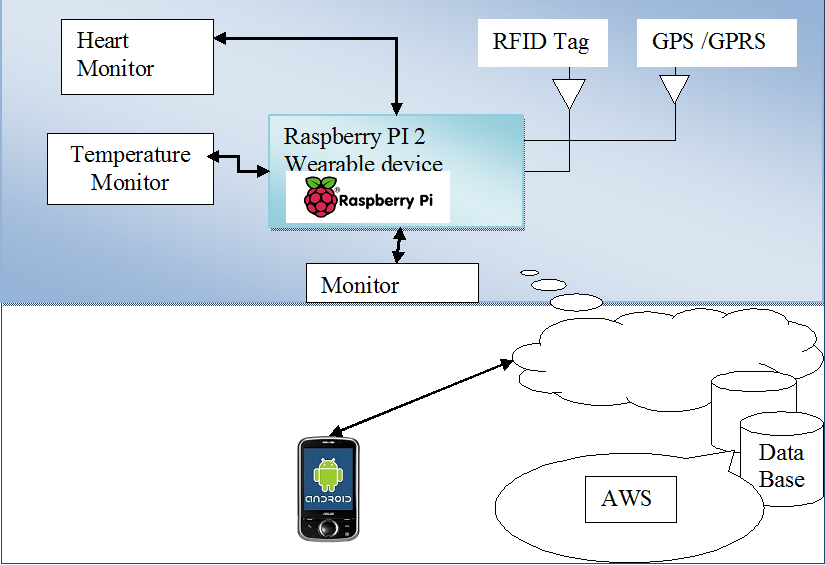 Heart
Monitor
RFID Tag
GPS /GPRS
Temperature
Monitor
Raspberry PI 2
Wearable device
Raspberry Pi
®
Monitor
ANDROID
ASUS
Data
Base
AWS